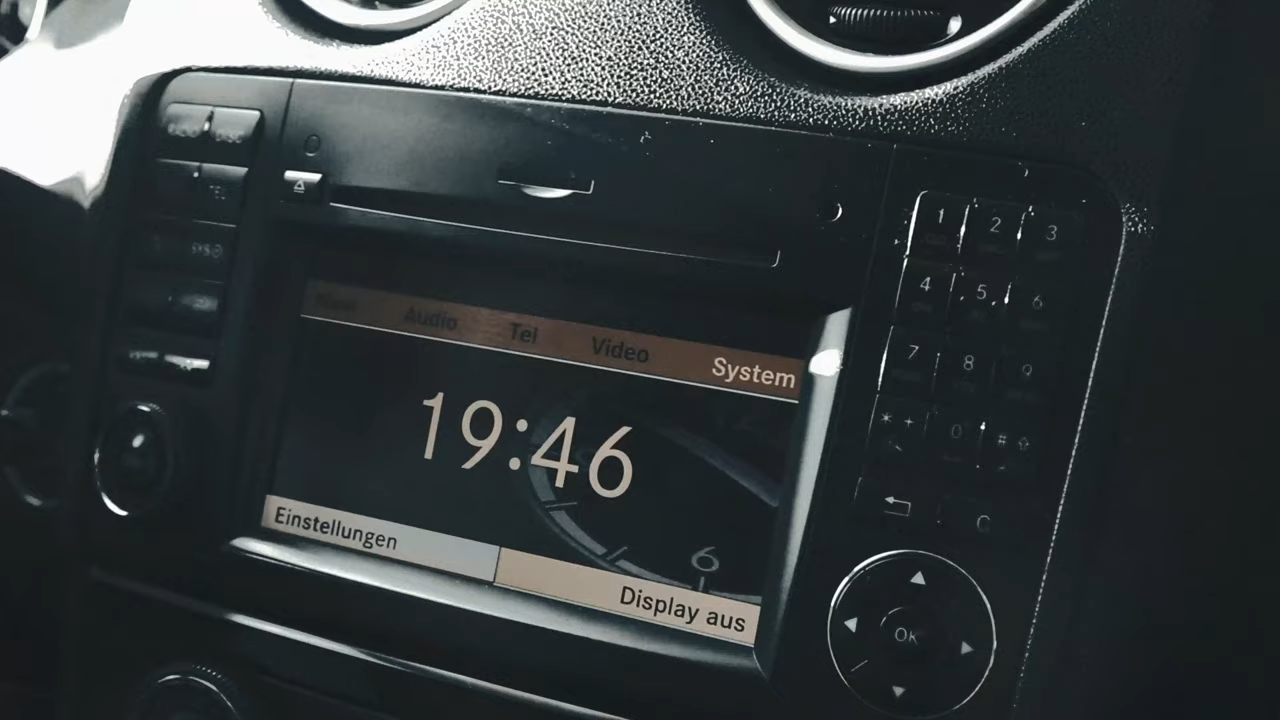 1 2 3
4 5 6
7 8 9
* + 0 # ⇧
C
OK
Audio Tel Video System
19:46
6
Einstellungen Display aus